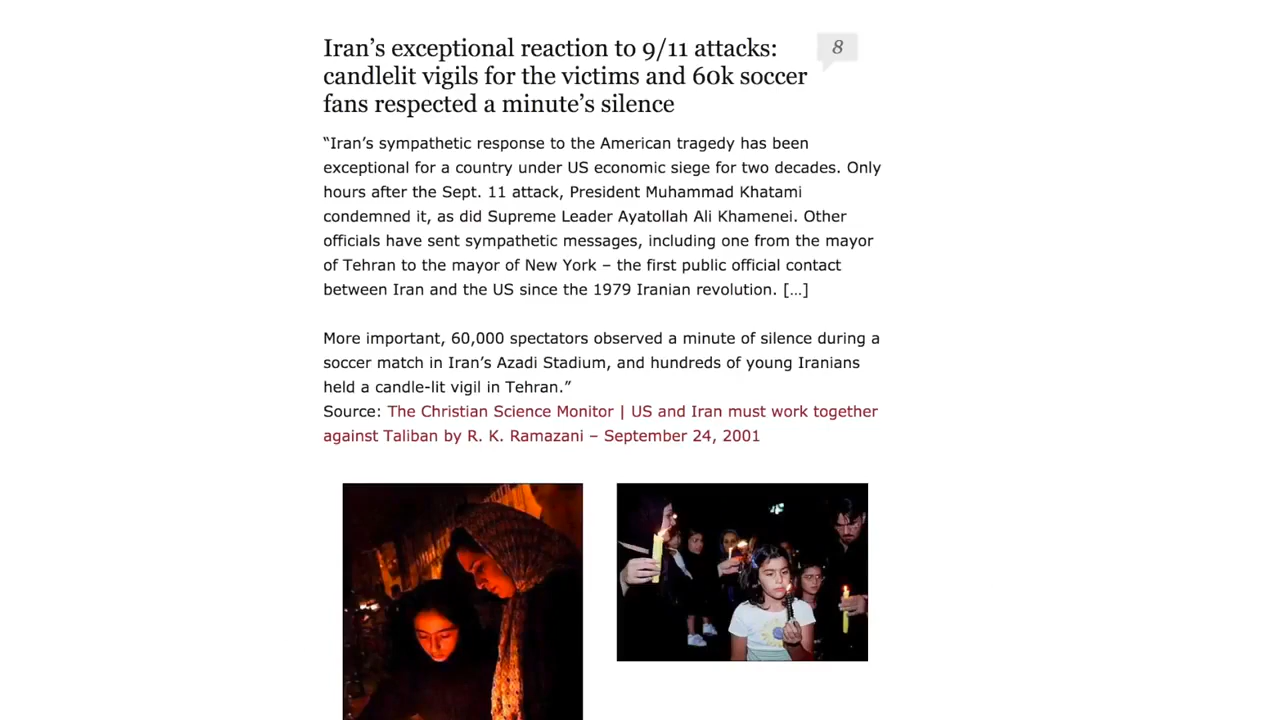 Iran’s exceptional reaction to 9/11 attacks:
candlelit vigils for the victims and 60k soccer
fans respected a minute’s silence
8
“Iran’s sympathetic response to the American tragedy has been
exceptional for a country under US economic siege for two decades. Only
hours after the Sept. 11 attack, President Muhammad Khatami
condemned it, as did Supreme Leader Ayatollah Ali Khamenei. Other
officials have sent sympathetic messages, including one from the mayor
of Tehran to the mayor of New York – the first public official contact
between Iran and the US since the 1979 Iranian revolution. […]
More important, 60,000 spectators observed a minute of silence during a
soccer match in Iran’s Azadi Stadium, and hundreds of young Iranians
held a candle-lit vigil in Tehran.”
Source: The Christian Science Monitor | US and Iran must work together
against Taliban by R. K. Ramazani – September 24, 2001